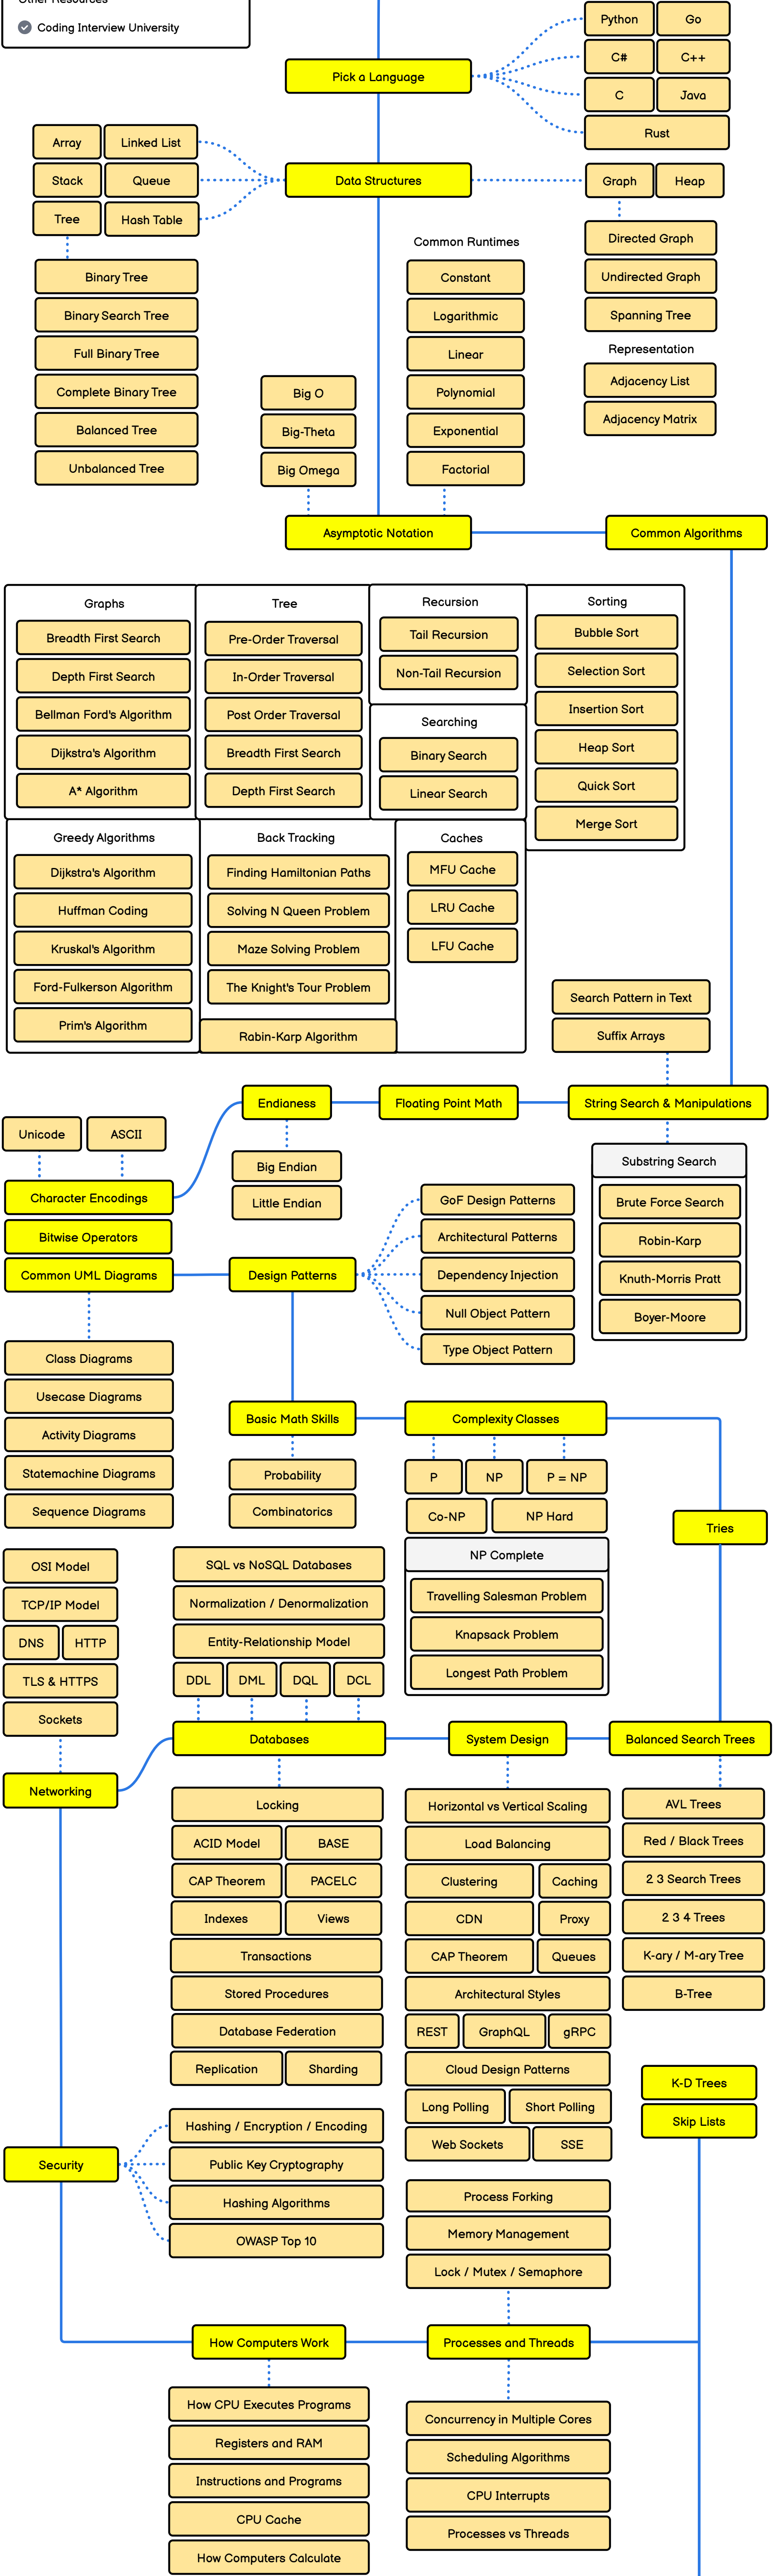 Other Resources
Coding Interview University
Pick a Language
Python
Go
C#
C++
C
Java
Rust
Data Structures
Array
Linked List
Stack
Queue
Tree
Hash Table
Binary Tree
Binary Search Tree
Full Binary Tree
Complete Binary Tree
Balanced Tree
Unbalanced Tree
Graph
Heap
Directed Graph
Undirected Graph
Spanning Tree
Representation
Adjacency List
Adjacency Matrix
Common Runtimes
Constant
Logarithmic
Linear
Polynomial
Exponential
Factorial
Big O
Big-Theta
Big Omega
Asymptotic Notation
Common Algorithms
Graphs
Breadth First Search
Depth First Search
Bellman Ford's Algorithm
Dijkstra's Algorithm
A* Algorithm
Tree
Pre-Order Traversal
In-Order Traversal
Post Order Traversal
Breadth First Search
Depth First Search
Recursion
Tail Recursion
Non-Tail Recursion
Searching
Binary Search
Linear Search
Sorting
Bubble Sort
Selection Sort
Insertion Sort
Heap Sort
Quick Sort
Merge Sort
Greedy Algorithms
Dijkstra's Algorithm
Huffman Coding
Kruskal's Algorithm
Ford-Fulkerson Algorithm
Prim's Algorithm
Back Tracking
Finding Hamiltonian Paths
Solving N Queen Problem
Maze Solving Problem
The Knight's Tour Problem
Rabin-Karp Algorithm
Caches
MFU Cache
LRU Cache
LFU Cache
Search Pattern in Text
Suffix Arrays
String Search & Manipulations
Floating Point Math
Endianess
Big Endian
Little Endian
Substring Search
Brute Force Search
Robin-Karp
Knuth-Morris Pratt
Boyer-Moore
Unicode
ASCII
Character Encodings
Bitwise Operators
Common UML Diagrams
Class Diagrams
Usecase Diagrams
Activity Diagrams
Statemachine Diagrams
Sequence Diagrams
Design Patterns
GoF Design Patterns
Architectural Patterns
Dependency Injection
Null Object Pattern
Type Object Pattern
Basic Math Skills
Probability
Combinatorics
Complexity Classes
P
NP
P = NP
Co-NP
NP Hard
NP Complete
Travelling Salesman Problem
Knapsack Problem
Longest Path Problem
Tries
Balanced Search Trees
AVL Trees
Red / Black Trees
2 3 Search Trees
2 3 4 Trees
K-ary / M-ary Tree
B-Tree
System Design
Horizontal vs Vertical Scaling
Load Balancing
Clustering
Caching
CDN
Proxy
CAP Theorem
Queues
Architectural Styles
REST
GraphQL
gRPC
Cloud Design Patterns
Long Polling
Short Polling
Web Sockets
SSE
SQL vs NoSQL Databases
Normalization / Denormalization
Entity-Relationship Model
DDL
DML
DQL
DCL
Databases
Locking
ACID Model
BASE
CAP Theorem
PACELC
Indexes
Views
Transactions
Stored Procedures
Database Federation
Replication
Sharding
OSI Model
TCP/IP Model
DNS
HTTP
TLS & HTTPS
Sockets
Networking
Security
Hashing / Encryption / Encoding
Public Key Cryptography
Hashing Algorithms
OWASP Top 10
K-D Trees
Skip Lists
Process Forking
Memory Management
Lock / Mutex / Semaphore
How Computers Work
Processes and Threads
How CPU Executes Programs
Registers and RAM
Instructions and Programs
CPU Cache
How Computers Calculate
Concurrency in Multiple Cores
Scheduling Algorithms
CPU Interrupts
Processes vs Threads